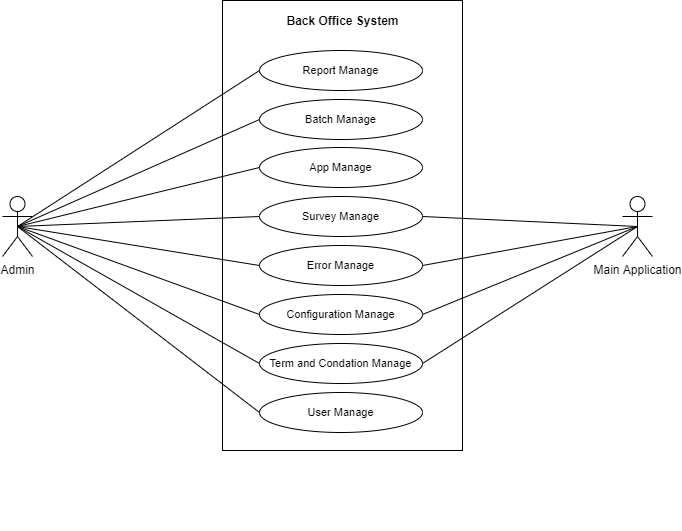 Back Office System
Report Manage
Batch Manage
App Manage
Survey Manage
Error Manage
Configuration Manage
Term and Condation Manage
User Manage
Admin
Main Application